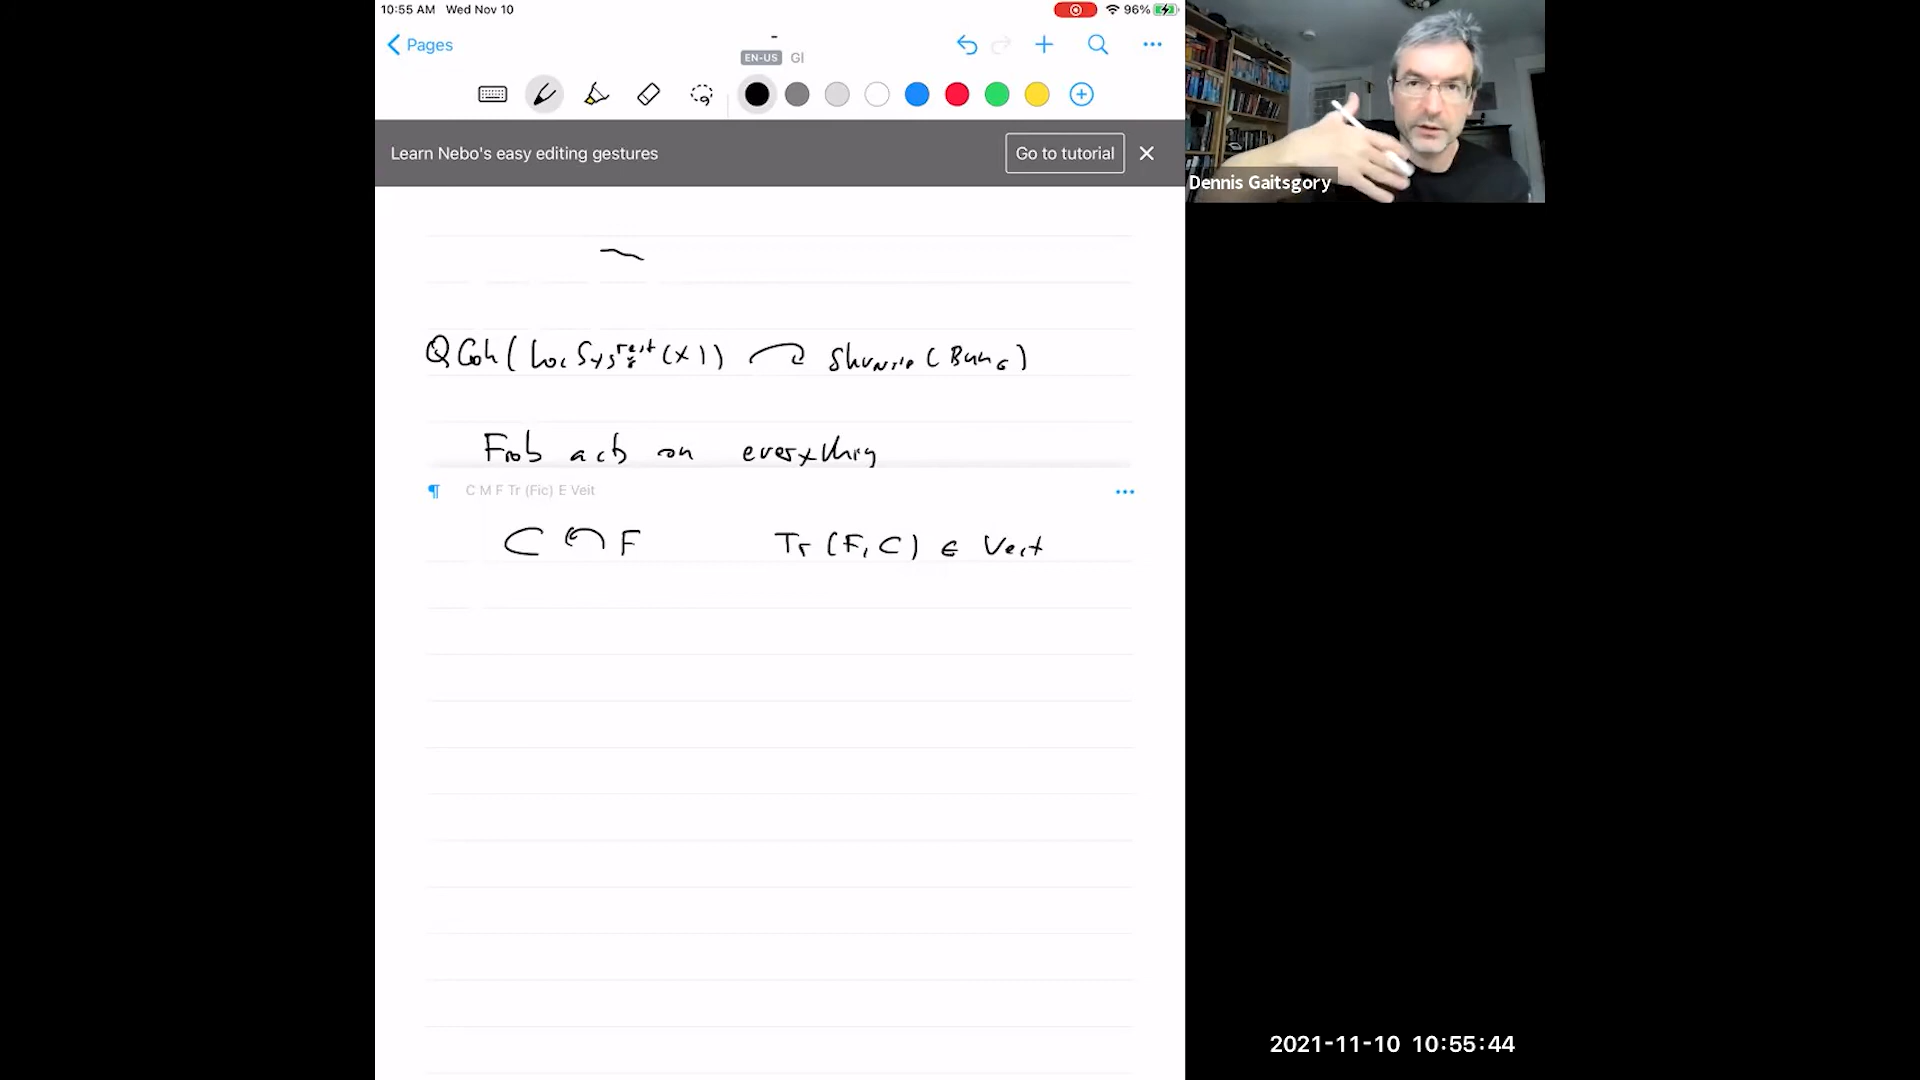 10:55 AM Wed Nov 10
96%
Pages
EN-US GI
Learn Nebo's easy editing gestures
Go to tutorial
Dennis Gaitsgory
QCoh(LocSys^rest_Ğ(X)) ↷ Shv_Nilp(Bun_G)
Frob acts on everything
C M F Tr (Fic) E Veit
C ↶ F Tr(F, C) ∈ Vect
2021-11-10 10:55:44